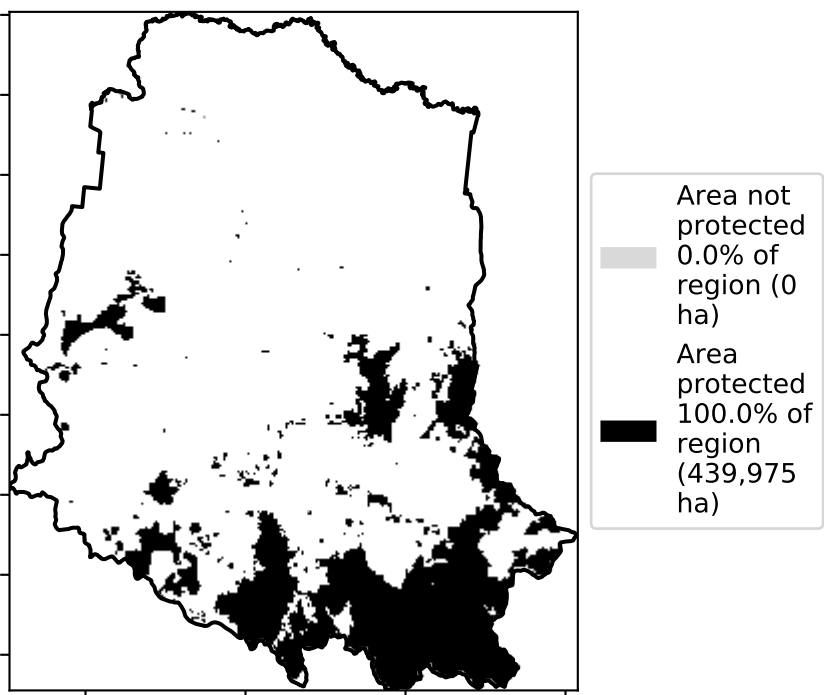 Area not
protected
0.0% of
region (0
ha)
Area
protected
100.0% of
region
(439,975
ha)